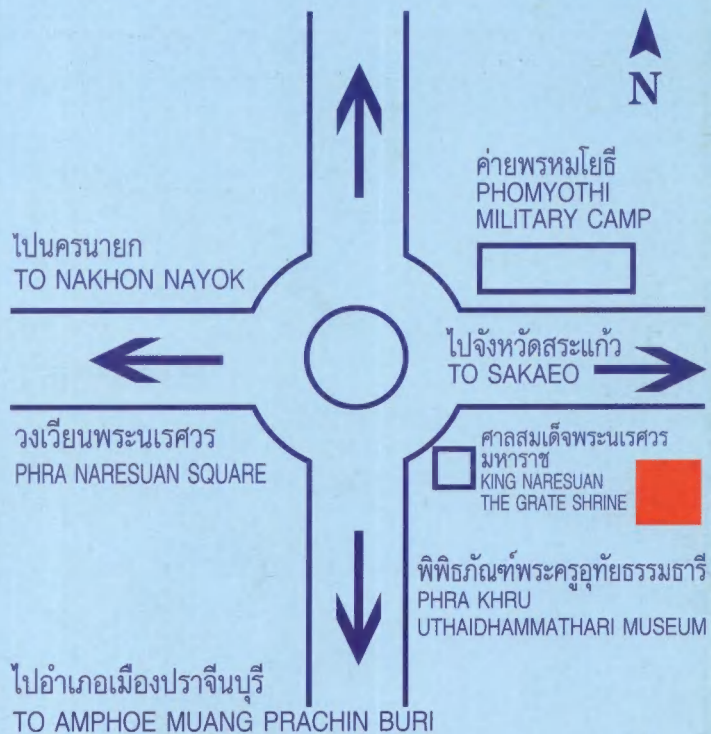 N
ค่ายพรหมโยธี
PHOMYOTHI
MILITARY CAMP
ไปนครนายก
TO NAKHON NAYOK
ไปจังหวัดสระแก้ว
TO SAKAEO
วงเวียนพระนเรศวร
PHRA NARESUAN SQUARE
ศาลสมเด็จพระนเรศวร
มหาราช
KING NARESUAN
THE GRATE SHRINE
พิพิธภัณฑ์พระครูอุทัยธรรมธารี
PHRA KHRU
UTHAIDHAMMATHARI MUSEUM
ไปอำเภอเมืองปราจีนบุรี
TO AMPHOE MUANG PRACHIN BURI